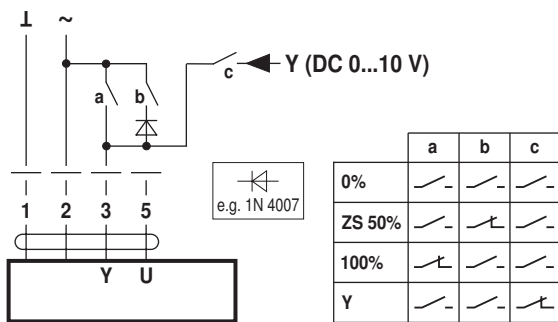 ⊥ ~
a b c Y (DC 0...10 V)
1 2 3 5
Y U
e.g. 1N 4007
a b c
0%
ZS 50%
100%
Y